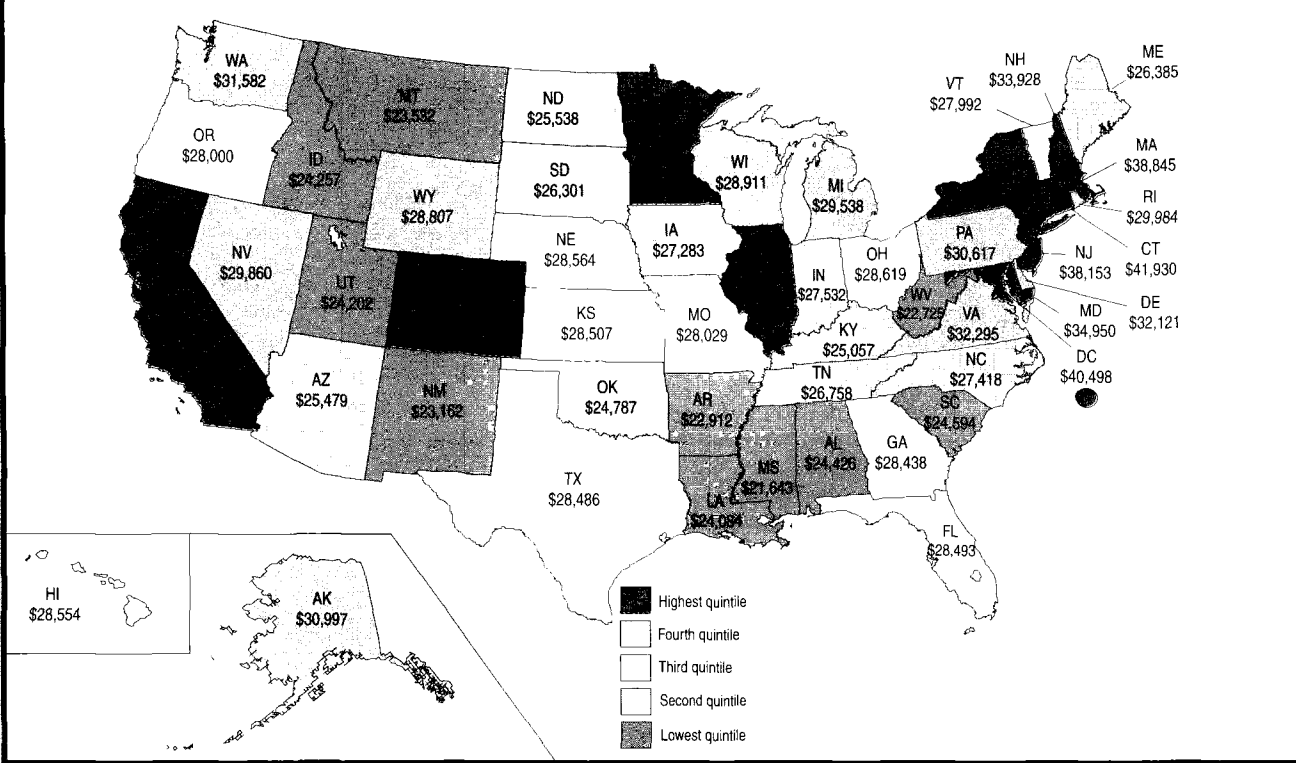 WA
$31,582
OR
$28,000
ID
$24,257
MT
$23,532
ND
$25,538
SD
$26,301
WY
$28,807
NV
$29,860
UT
$24,202
NE
$28,564
KS
$28,507
AZ
$25,479
NM
$23,162
OK
$24,787
TX
$28,486
IA
$27,283
MO
$28,029
AR
$22,912
LA
$24,084
WI
$28,911
MI
$29,538
IN
$27,532
OH
$28,619
KY
$25,057
TN
$26,758
MS
$21,643
AL
$24,426
GA
$28,438
FL
$28,493
SC
$24,594
NC
$27,418
VA
$32,295
WV
$22,725
PA
$30,617
VT
$27,992
NH
$33,928
ME
$26,385
MA
$38,845
RI
$29,984
CT
$41,930
NJ
$38,153
DE
$32,121
MD
$34,950
DC
$40,498
HI
$28,554
AK
$30,997
Highest quintile
Fourth quintile
Third quintile
Second quintile
Lowest quintile